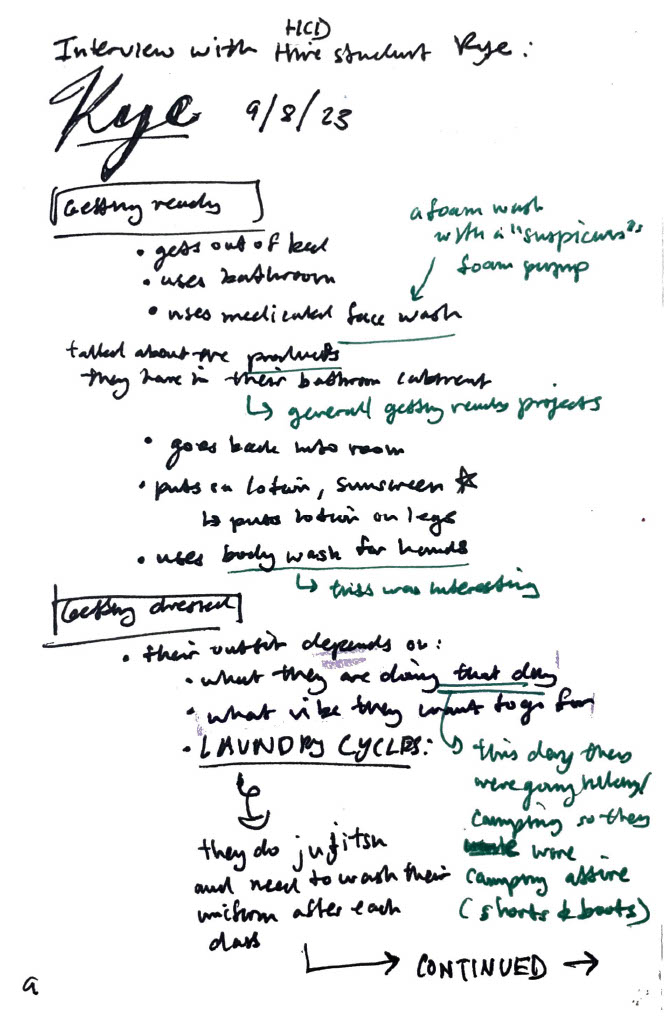 HCD
Interview with Hive student Kye:
Kye 9/8/23
Getting ready
a foam wash
with a "suspicious"
foam pump
• gets out of bed
• uses bathroom
• uses medicated face wash
talked about the products
they have in their bathroom cabinet
↳ generall getting ready projects
• goes back into room
• puts on lotion, sunscreen ☆
↳ puts lotion on legs
• uses body wash for hands
↳ this was interesting
Getting dressed
• their outfit depends on:
• what they are doing that day
• what vibe they want to go for
• LAUNDRY CYCLES:
↳ this day they
were going hiking/
camping so they
wore
camping attire
(shorts & boots)
they do jujitsu
and need to wash their
uniform after each
class
→ CONTINUED →
a